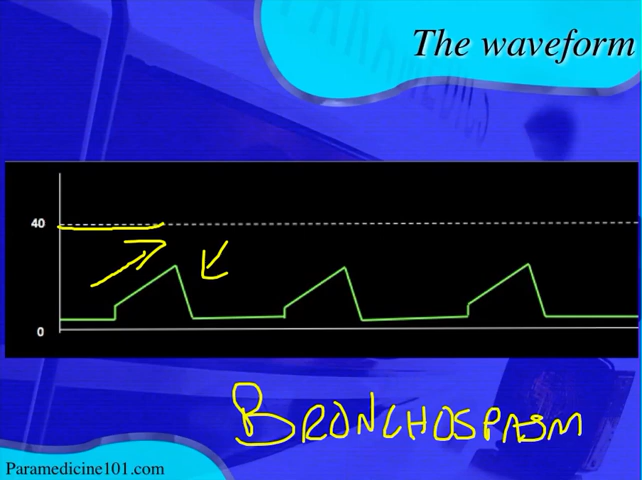 The waveform
40
0
BRONCHOSPASM
Paramedicine101.com